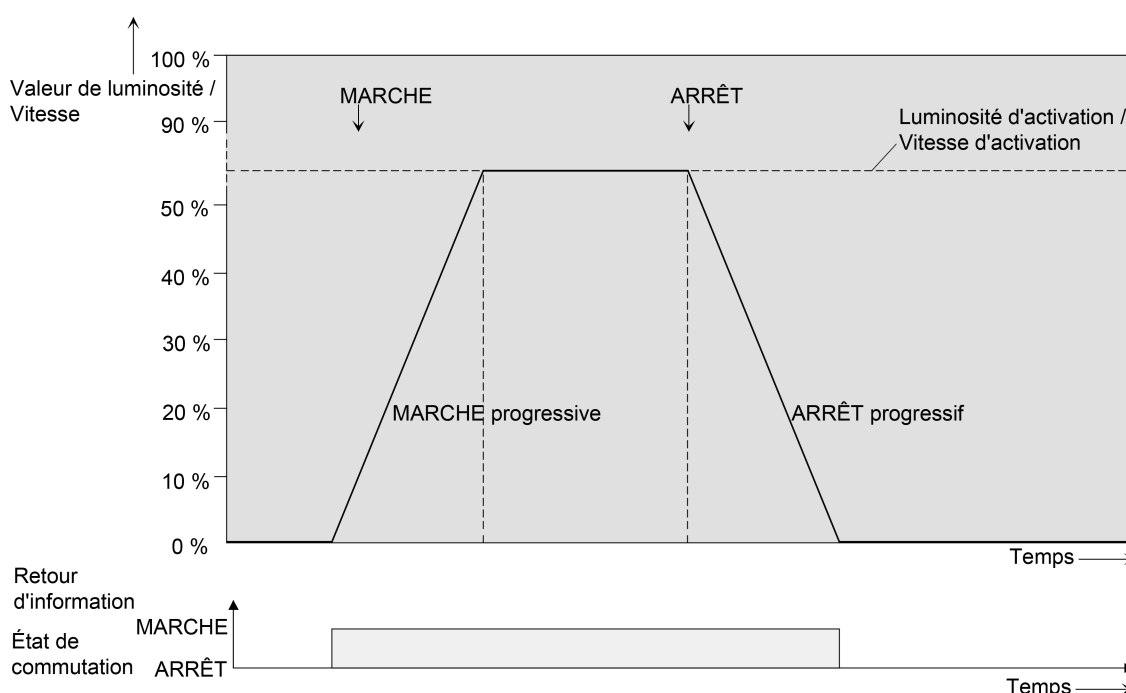 100 %
Valeur de luminosité /
Vitesse
MARCHE
ARRÊT
90 %
Luminosité d'activation /
Vitesse d'activation
50 %
40 %
30 %
20 %
MARCHE progressive
ARRÊT progressif
10 %
0 %
Temps
Retour
d'information
MARCHE
État de
commutation
ARRÊT
Temps